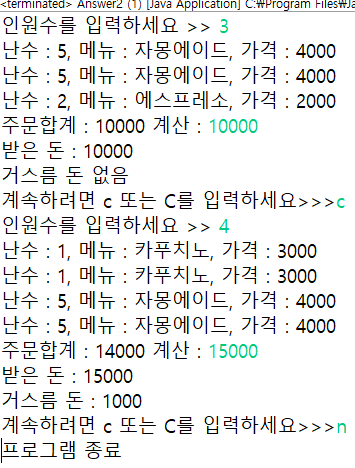 <terminated> Answer2 (1) [Java Application] C:₩Program Files₩Ja
인원수를 입력하세요 >> 3
난수 : 5, 메뉴 : 자몽에이드, 가격 : 4000
난수 : 5, 메뉴 : 자몽에이드, 가격 : 4000
난수 : 2, 메뉴 : 에스프레소, 가격 : 2000
주문합계 : 10000 계산 : 10000
받은 돈 : 10000
거스름 돈 없음
계속하려면 c 또는 C를 입력하세요>>>c
인원수를 입력하세요 >> 4
난수 : 1, 메뉴 : 카푸치노, 가격 : 3000
난수 : 1, 메뉴 : 카푸치노, 가격 : 3000
난수 : 5, 메뉴 : 자몽에이드, 가격 : 4000
난수 : 5, 메뉴 : 자몽에이드, 가격 : 4000
주문합계 : 14000 계산 : 15000
받은 돈 : 15000
거스름 돈 : 1000
계속하려면 c 또는 C를 입력하세요>>>n
프로그램 종료